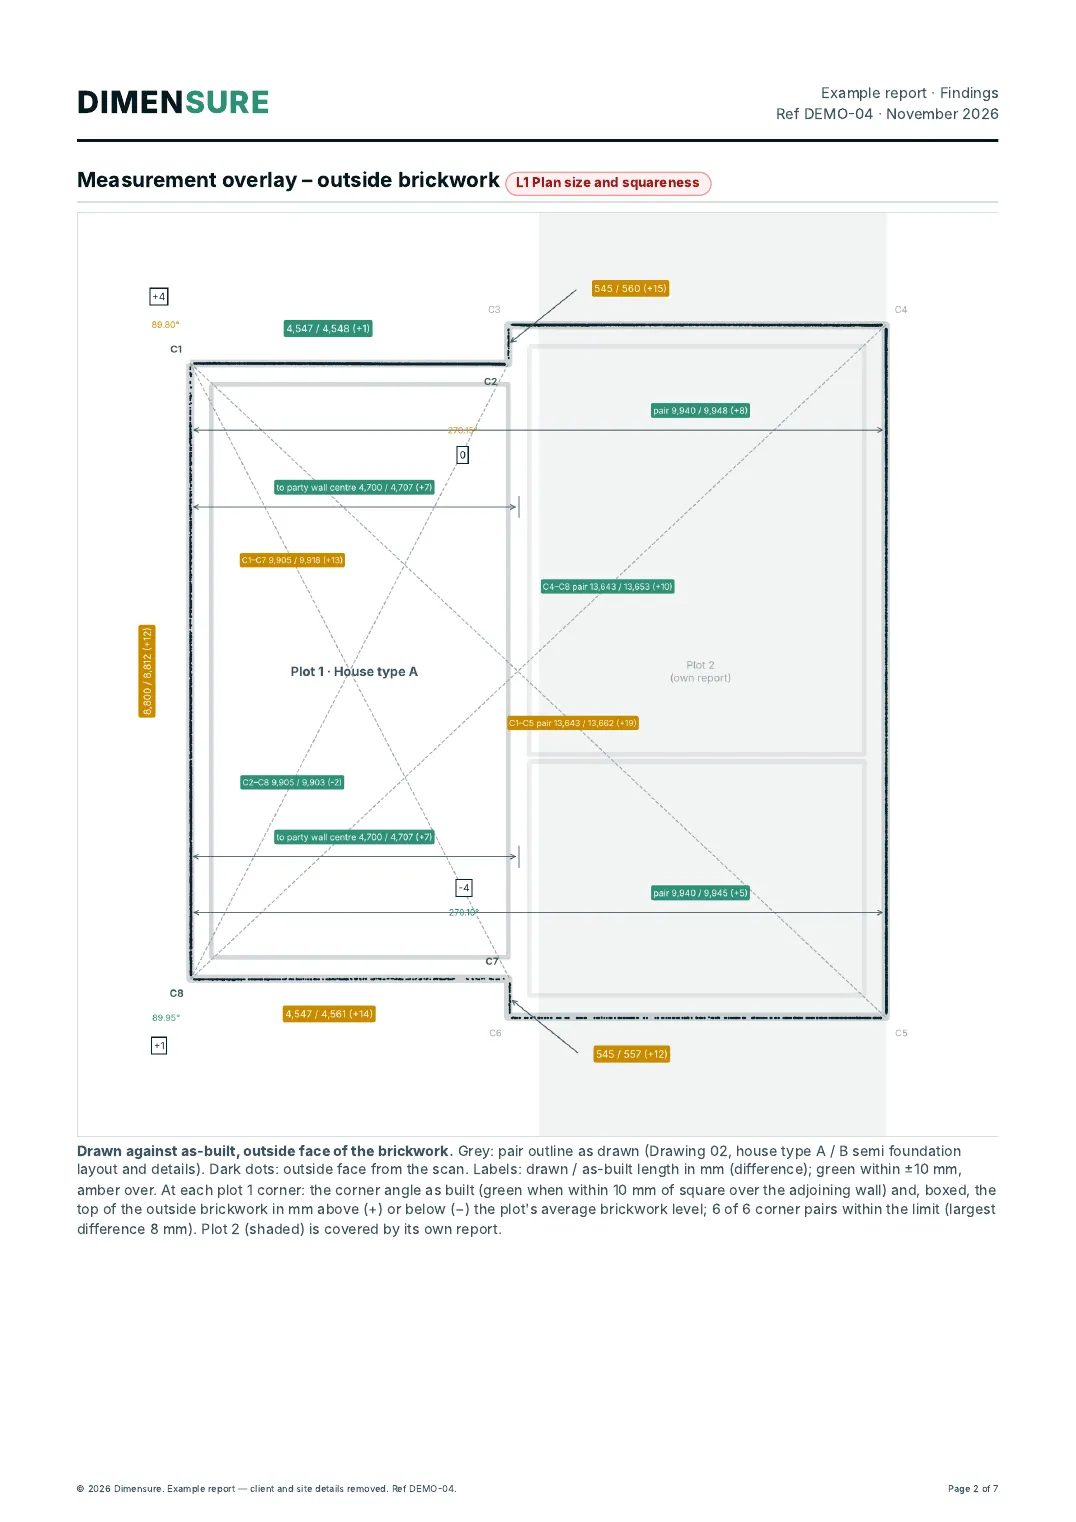 DIMENSURE
Example report · Findings
Ref DEMO-04 · November 2026
Measurement overlay – outside brickwork
L1 Plan size and squareness
545 / 560 (+15)
+4
C3
C4
89.80°
4,547 / 4,548 (+1)
C1
C2
pair 9,940 / 9,948 (+8)
270.15°
0
to party wall centre 4,700 / 4,707 (+7)
C1–C7 9,905 / 9,918 (+13)
C4–C8 pair 13,643 / 13,653 (+10)
8,800 / 8,812 (+12)
Plot 1 · House type A
Plot 2
(own report)
C1–C5 pair 13,643 / 13,662 (+19)
C2–C8 9,905 / 9,903 (-2)
to party wall centre 4,700 / 4,707 (+7)
-4
pair 9,940 / 9,945 (+5)
270.10°
C7
C8
89.95°
4,547 / 4,561 (+14)
C6
C5
+1
545 / 557 (+12)
Drawn against as-built, outside face of the brickwork. Grey: pair outline as drawn (Drawing 02, house type A / B semi foundation
layout and details). Dark dots: outside face from the scan. Labels: drawn / as-built length in mm (difference); green within ±10 mm,
amber over. At each plot 1 corner: the corner angle as built (green when within 10 mm of square over the adjoining wall) and, boxed, the
top of the outside brickwork in mm above (+) or below (−) the plot's average brickwork level; 6 of 6 corner pairs within the limit (largest
difference 8 mm). Plot 2 (shaded) is covered by its own report.
© 2026 Dimensure. Example report — client and site details removed. Ref DEMO-04.
Page 2 of 7